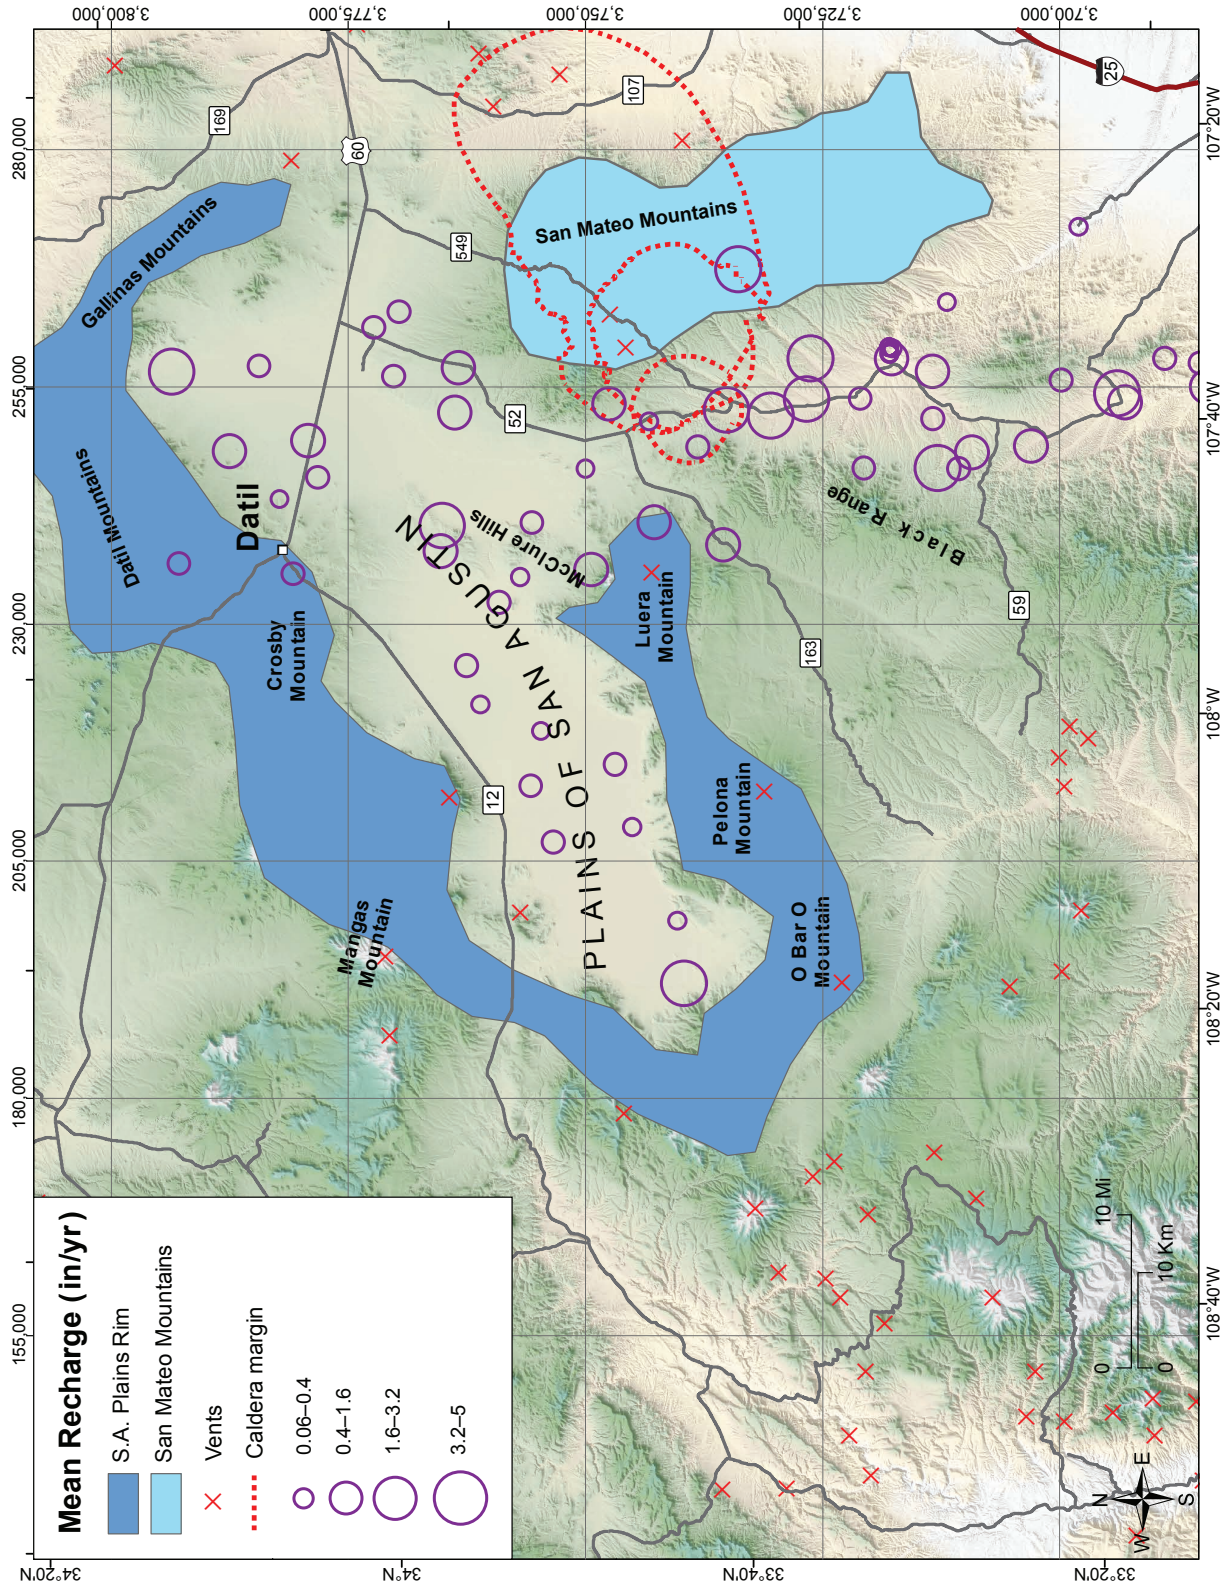 Mean Recharge (in/yr)
S.A. Plains Rim
San Mateo Mountains
Vents
Caldera margin
0.06–0.4
0.4–1.6
1.6–3.2
3.2–5
155,000
180,000
205,000
230,000
255,000
280,000
3,800,000
3,777,000
3,750,000
3,725,000
3,700,000
34°20'N
34°N
33°40'N
33°20'N
108°40'W
108°20'W
108°W
107°40'W
107°20'W
Gallinas Mountains
Datil Mountains
Datil
Crosby
Mountain
Mangas
Mountain
PLAINS OF SAN AGUSTIN
McClure Hills
Luera
Mountain
Pelona
Mountain
O Bar O
Mountain
San Mateo Mountains
Black Range
169
60
549
107
52
12
163
59
25
0
10 Mi
0
10 Km
N
W
E
S